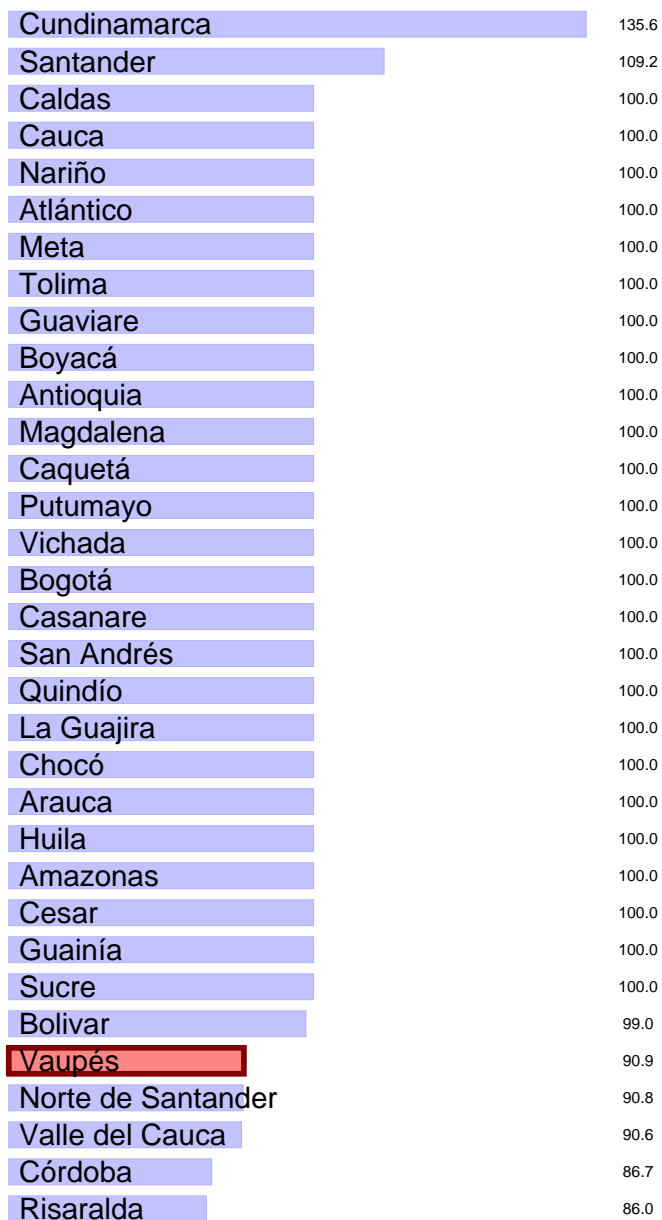 Cundinamarca 135.6
Santander 109.2
Caldas 100.0
Cauca 100.0
Nariño 100.0
Atlántico 100.0
Meta 100.0
Tolima 100.0
Guaviare 100.0
Boyacá 100.0
Antioquia 100.0
Magdalena 100.0
Caquetá 100.0
Putumayo 100.0
Vichada 100.0
Bogotá 100.0
Casanare 100.0
San Andrés 100.0
Quindío 100.0
La Guajira 100.0
Chocó 100.0
Arauca 100.0
Huila 100.0
Amazonas 100.0
Cesar 100.0
Guainía 100.0
Sucre 100.0
Bolivar 99.0
Vaupés 90.9
Norte de Santander 90.8
Valle del Cauca 90.6
Córdoba 86.7
Risaralda 86.0